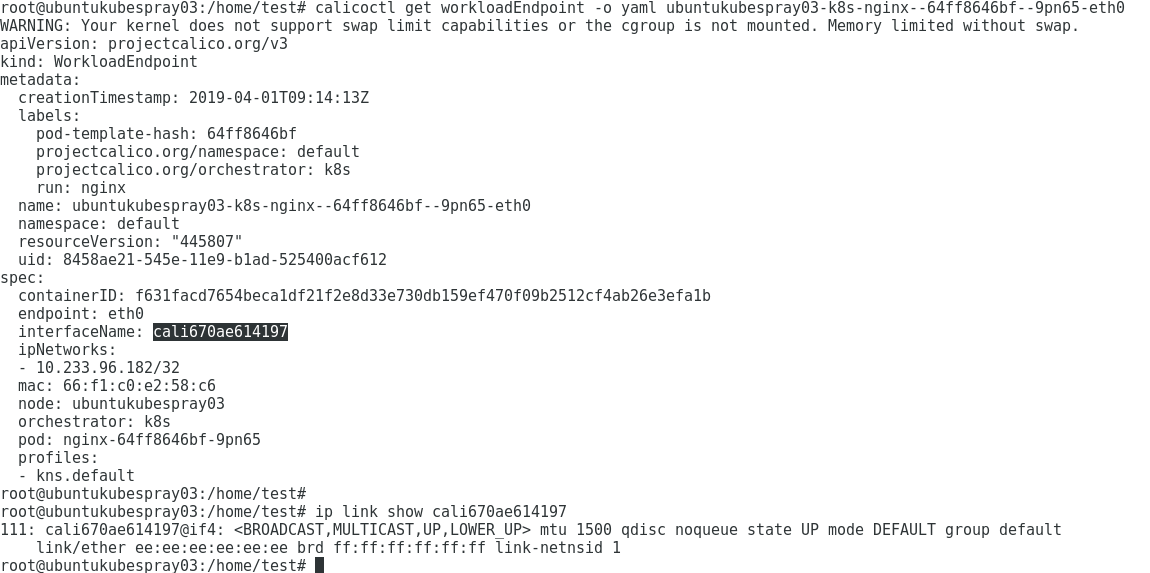 root@ubuntukubespray03:/home/test# calicoctl get workloadEndpoint -o yaml ubuntukubespray03-k8s-nginx--64ff8646bf--9pn65-eth0
WARNING: Your kernel does not support swap limit capabilities or the cgroup is not mounted. Memory limited without swap.
apiVersion: projectcalico.org/v3
kind: WorkloadEndpoint
metadata:
  creationTimestamp: 2019-04-01T09:14:13Z
  labels:
    pod-template-hash: 64ff8646bf
    projectcalico.org/namespace: default
    projectcalico.org/orchestrator: k8s
    run: nginx
  name: ubuntukubespray03-k8s-nginx--64ff8646bf--9pn65-eth0
  namespace: default
  resourceVersion: "445807"
  uid: 8458ae21-545e-11e9-b1ad-525400acf612
spec:
  containerID: f631facd7654beca1df21f2e8d33e730db159ef470f09b2512cf4ab26e3efa1b
  endpoint: eth0
  interfaceName: cali670ae614197
  ipNetworks:
  - 10.233.96.182/32
  mac: 66:f1:c0:e2:58:c6
  node: ubuntukubespray03
  orchestrator: k8s
  pod: nginx-64ff8646bf-9pn65
  profiles:
  - kns.default
root@ubuntukubespray03:/home/test#
root@ubuntukubespray03:/home/test# ip link show cali670ae614197
111: cali670ae614197@if4: <BROADCAST,MULTICAST,UP,LOWER_UP> mtu 1500 qdisc noqueue state UP mode DEFAULT group default
    link/ether ee:ee:ee:ee:ee:ee brd ff:ff:ff:ff:ff:ff link-netnsid 1
root@ubuntukubespray03:/home/test#